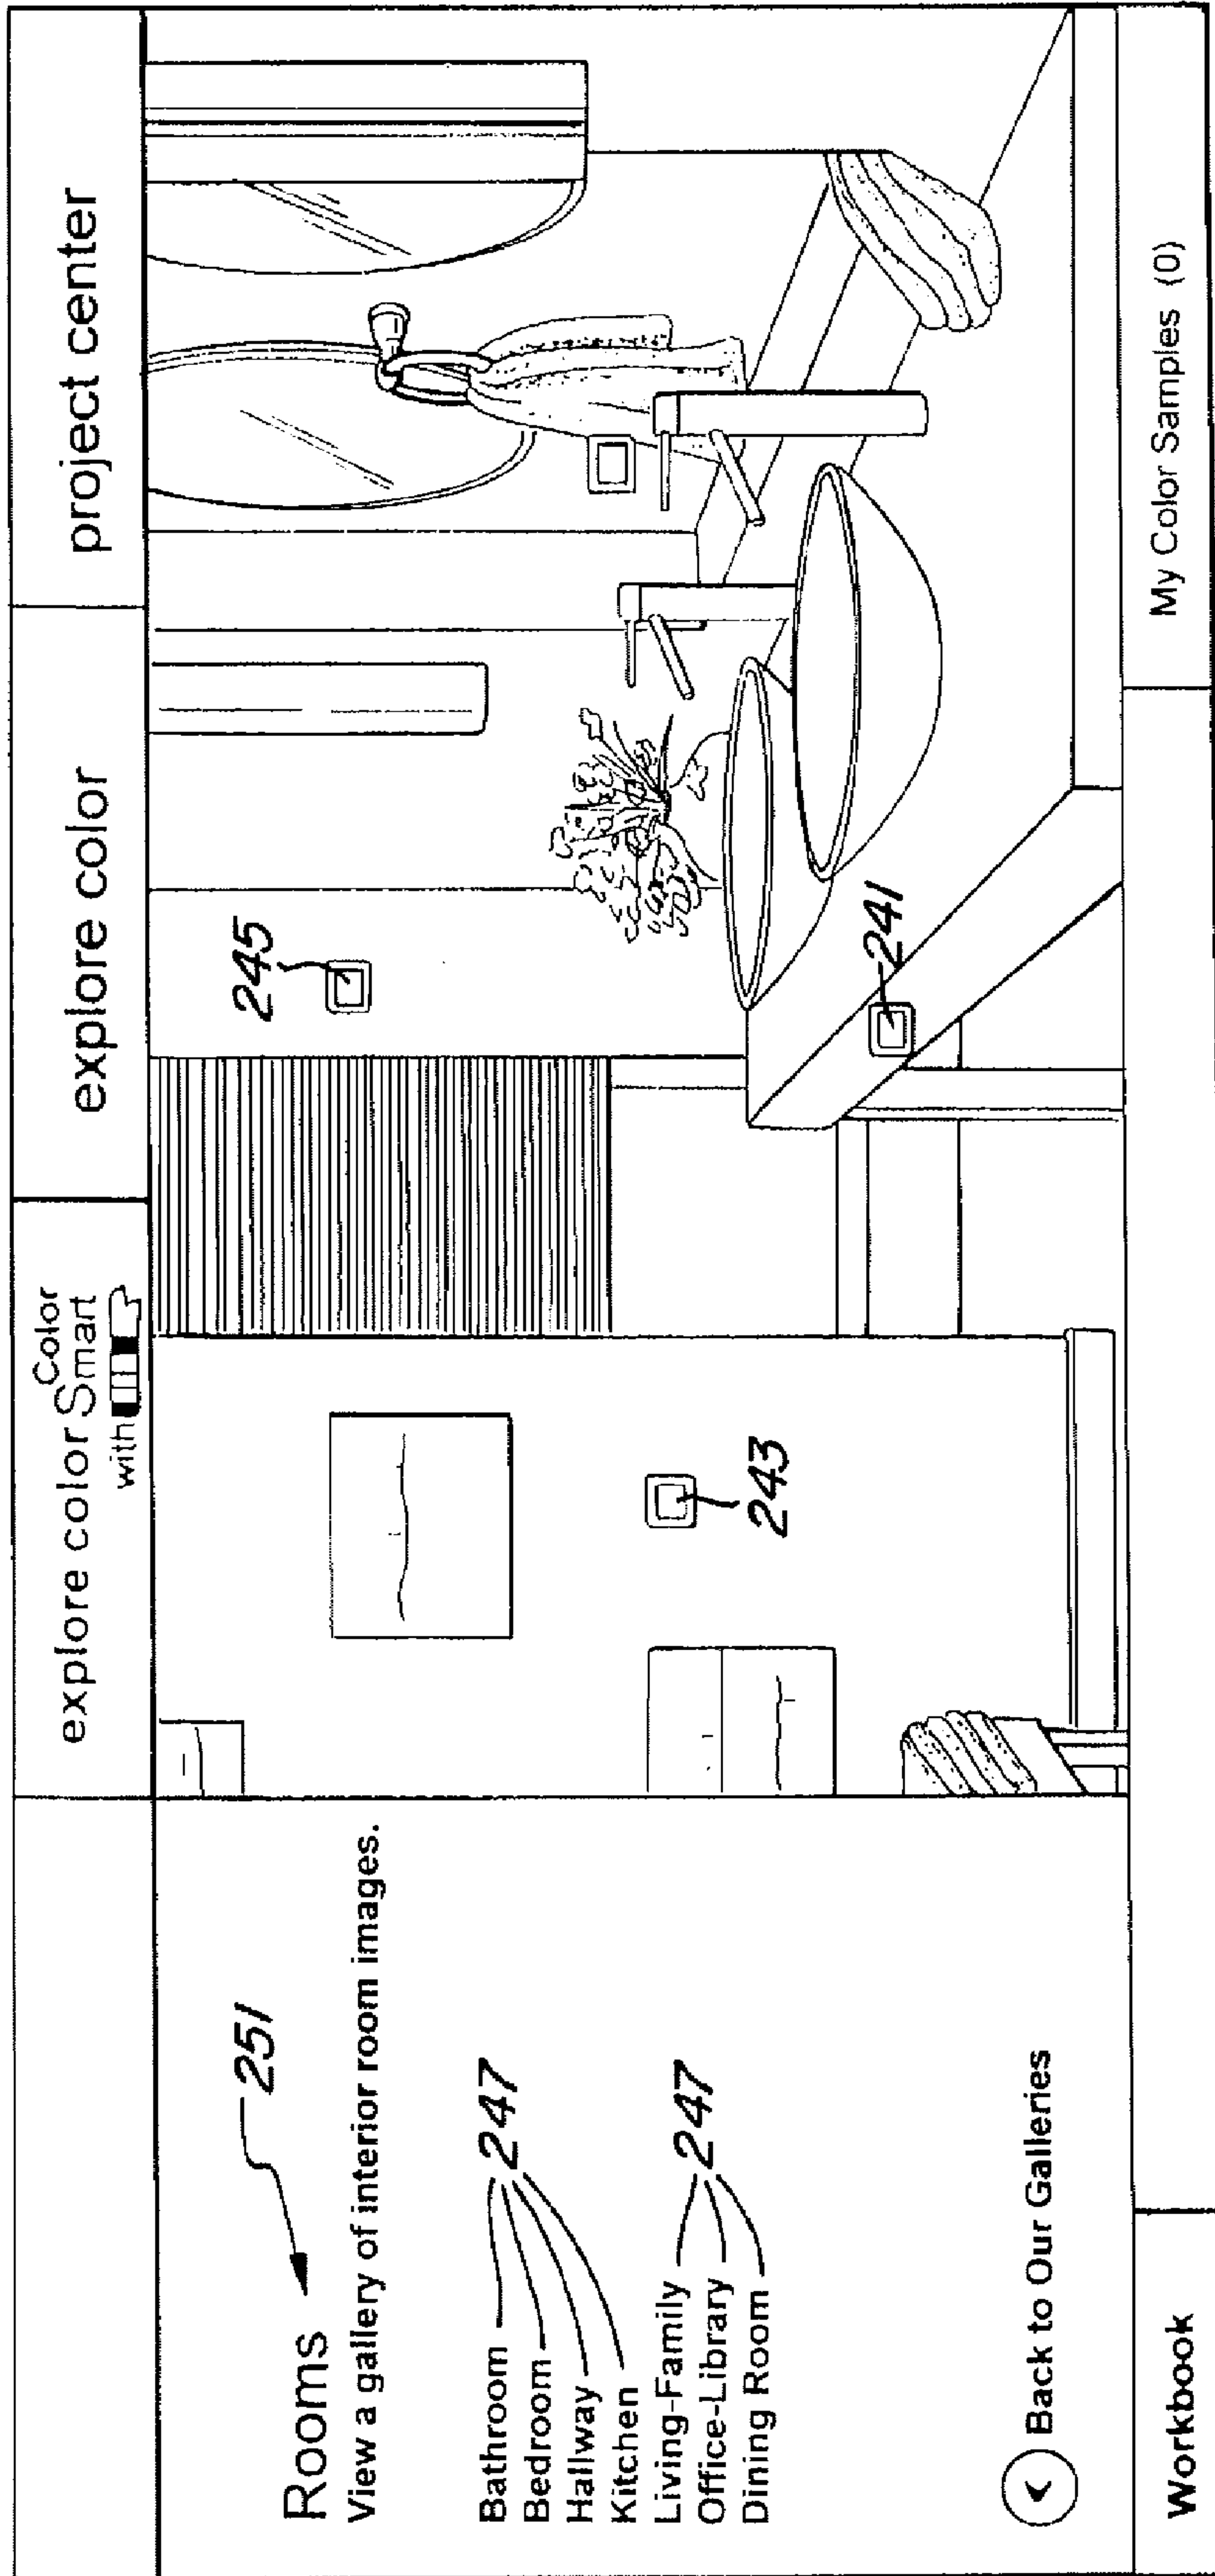 explore color
Color
Smart
with
explore color
project center
Rooms
251
View a gallery of interior room images.
Bathroom
Bedroom
Hallway
Kitchen
247
Living-Family
Office-Library
Dining Room
247
Back to Our Galleries
245
243
241
Workbook
My Color Samples (0)